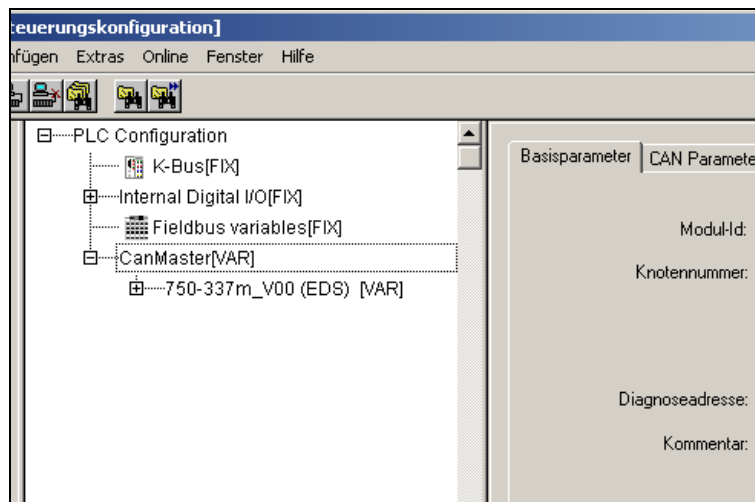 teuerungskonfiguration]
nfügen Extras Online Fenster Hilfe
PLC Configuration
K-Bus[FIX]
Internal Digital I/O[FIX]
Fieldbus variables[FIX]
CanMaster[VAR]
750-337m_V00 (EDS) [VAR]
Basisparameter CAN Paramete
Modul-Id:
Knotennummer:
Diagnoseadresse:
Kommentar: